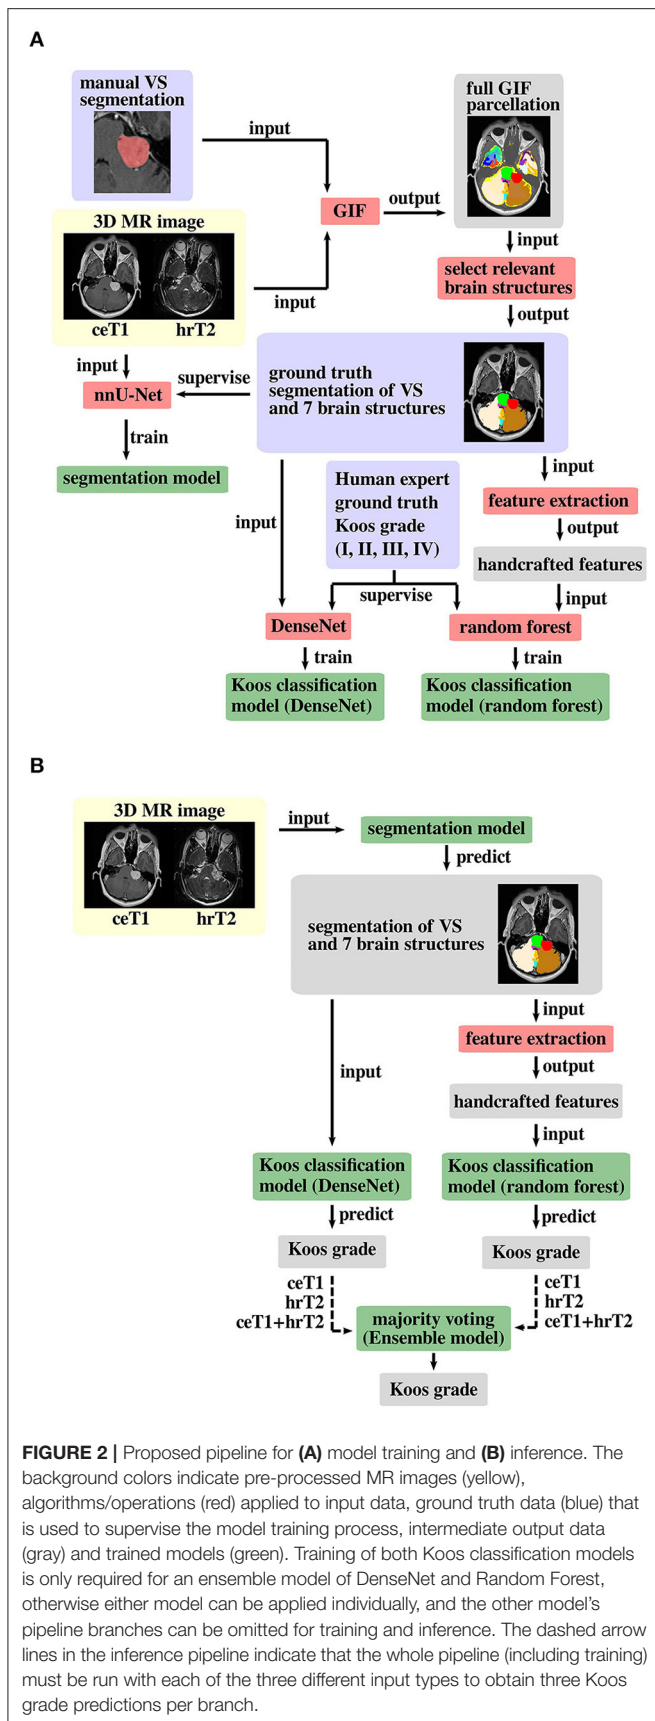 A
manual VS
segmentation
input
full GIF
parcellation
GIF
output
3D MR image
ceT1 hrT2
input
input
select relevant
brain structures
output
input
nnU-Net
supervise
ground truth
segmentation of VS
and 7 brain structures
train
segmentation model
input
Human expert
ground truth
Koos grade
(I, II, III, IV)
input
feature extraction
output
handcrafted features
input
supervise
DenseNet
random forest
train
train
Koos classification
model (DenseNet)
Koos classification
model (random forest)
B
3D MR image
ceT1 hrT2
input
segmentation model
predict
segmentation of VS
and 7 brain structures
input
input
feature extraction
output
handcrafted features
input
Koos classification
model (DenseNet)
Koos classification
model (random forest)
predict
predict
Koos grade
Koos grade
ceT1
hrT2
ceT1+hrT2
ceT1
hrT2
ceT1+hrT2
majority voting
(Ensemble model)
Koos grade
FIGURE 2 | Proposed pipeline for (A) model training and (B) inference. The
background colors indicate pre-processed MR images (yellow),
algorithms/operations (red) applied to input data, ground truth data (blue) that
is used to supervise the model training process, intermediate output data
(gray) and trained models (green). Training of both Koos classification models
is only required for an ensemble model of DenseNet and Random Forest,
otherwise either model can be applied individually, and the other model's
pipeline branches can be omitted for training and inference. The dashed arrow
lines in the inference pipeline indicate that the whole pipeline (including training)
must be run with each of the three different input types to obtain three Koos
grade predictions per branch.